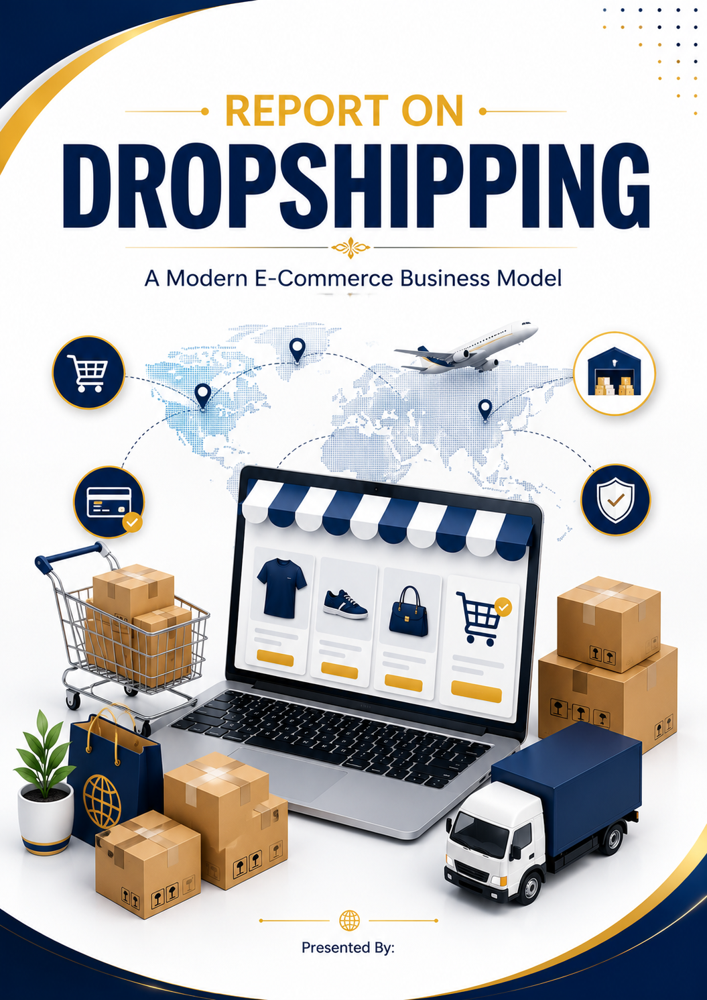 REPORT ON
DROPSHIPPING
A Modern E-Commerce Business Model
Presented By: